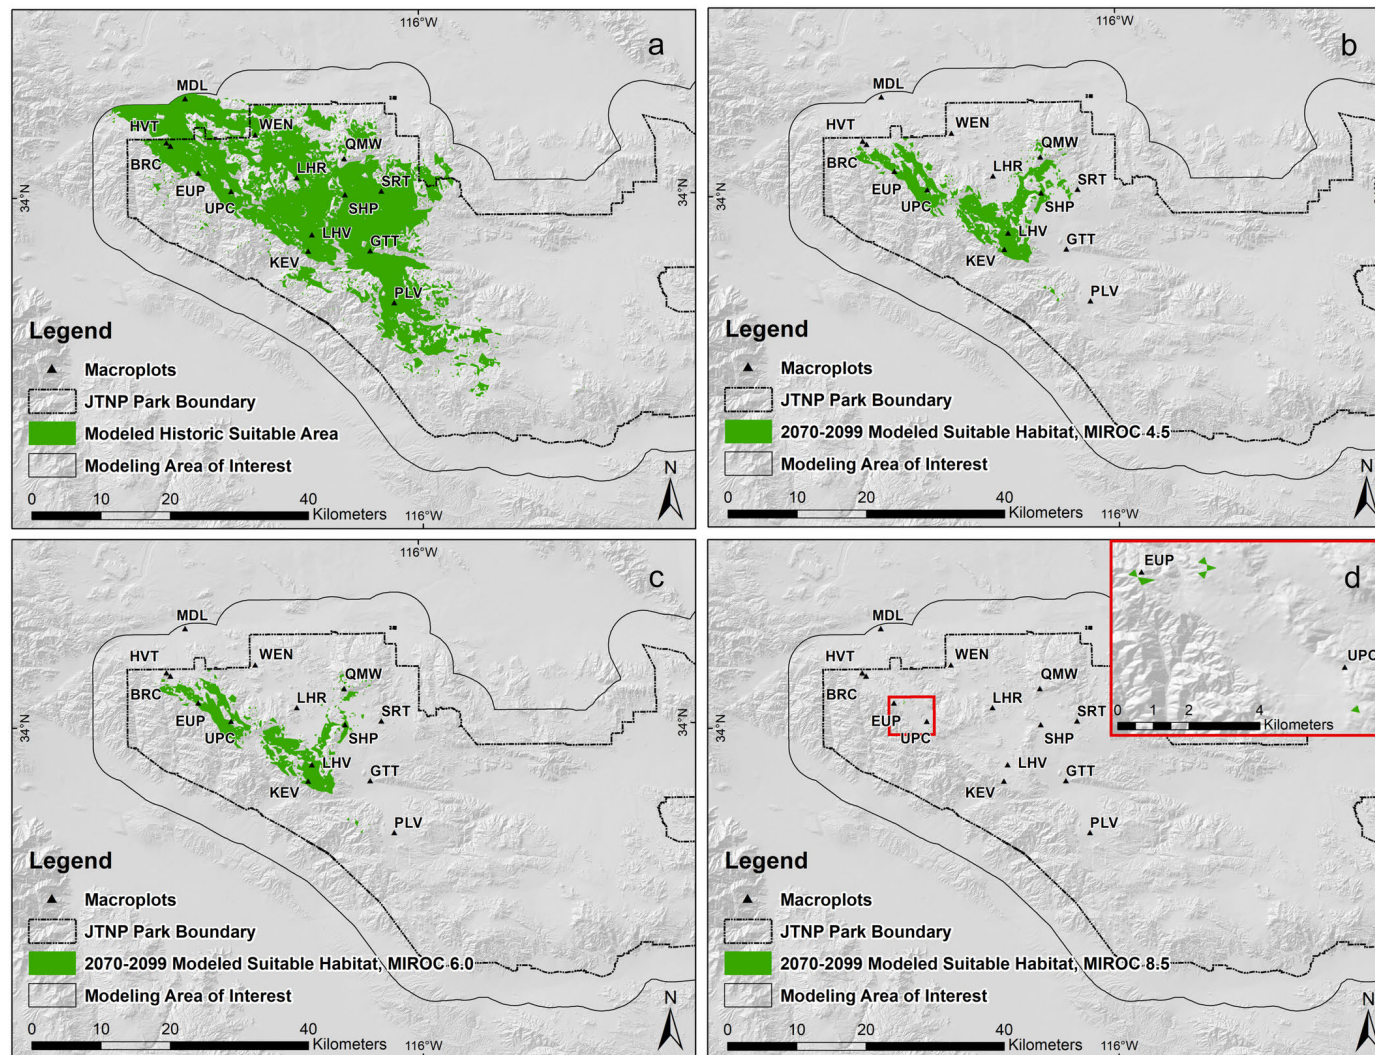 116°W
a
MDL
HVT
WEN
BRC
QMW
LHR
EUP
SRT
UPC
SHP
34°N
LHV
KEV
GTT
PLV
Legend
Macroplots
JTNP Park Boundary
Modeled Historic Suitable Area
Modeling Area of Interest
N
0 10 20 40
Kilometers
116°W
116°W
b
MDL
HVT
WEN
BRC
QMW
LHR
EUP
SRT
UPC
SHP
34°N
LHV
KEV
GTT
PLV
Legend
Macroplots
JTNP Park Boundary
2070-2099 Modeled Suitable Habitat, MIROC 4.5
Modeling Area of Interest
N
0 10 20 40
Kilometers
116°W
116°W
c
MDL
HVT
WEN
BRC
QMW
LHR
EUP
SRT
UPC
SHP
34°N
LHV
KEV
GTT
PLV
Legend
Macroplots
JTNP Park Boundary
2070-2099 Modeled Suitable Habitat, MIROC 6.0
Modeling Area of Interest
N
0 10 20 40
Kilometers
116°W
d
EUP
UPC
0 1 2 4
Kilometers
MDL
HVT
WEN
BRC
QMW
LHR
EUP
SRT
UPC
SHP
34°N
LHV
KEV
GTT
PLV
Legend
Macroplots
JTNP Park Boundary
2070-2099 Modeled Suitable Habitat, MIROC 8.5
Modeling Area of Interest
N
0 10 20 40
Kilometers
116°W